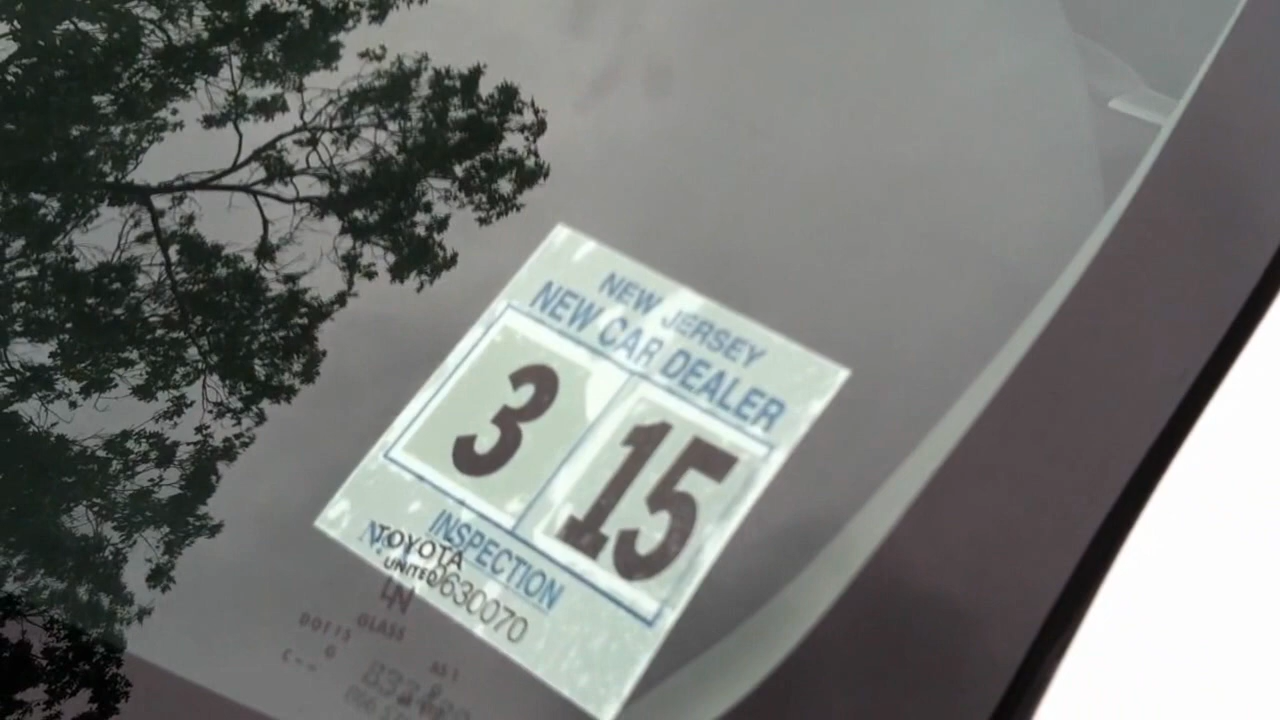 NEW JERSEY
NEW CAR DEALER
3 15
INSPECTION
TOYOTA
UNITED
0630070
GLASS